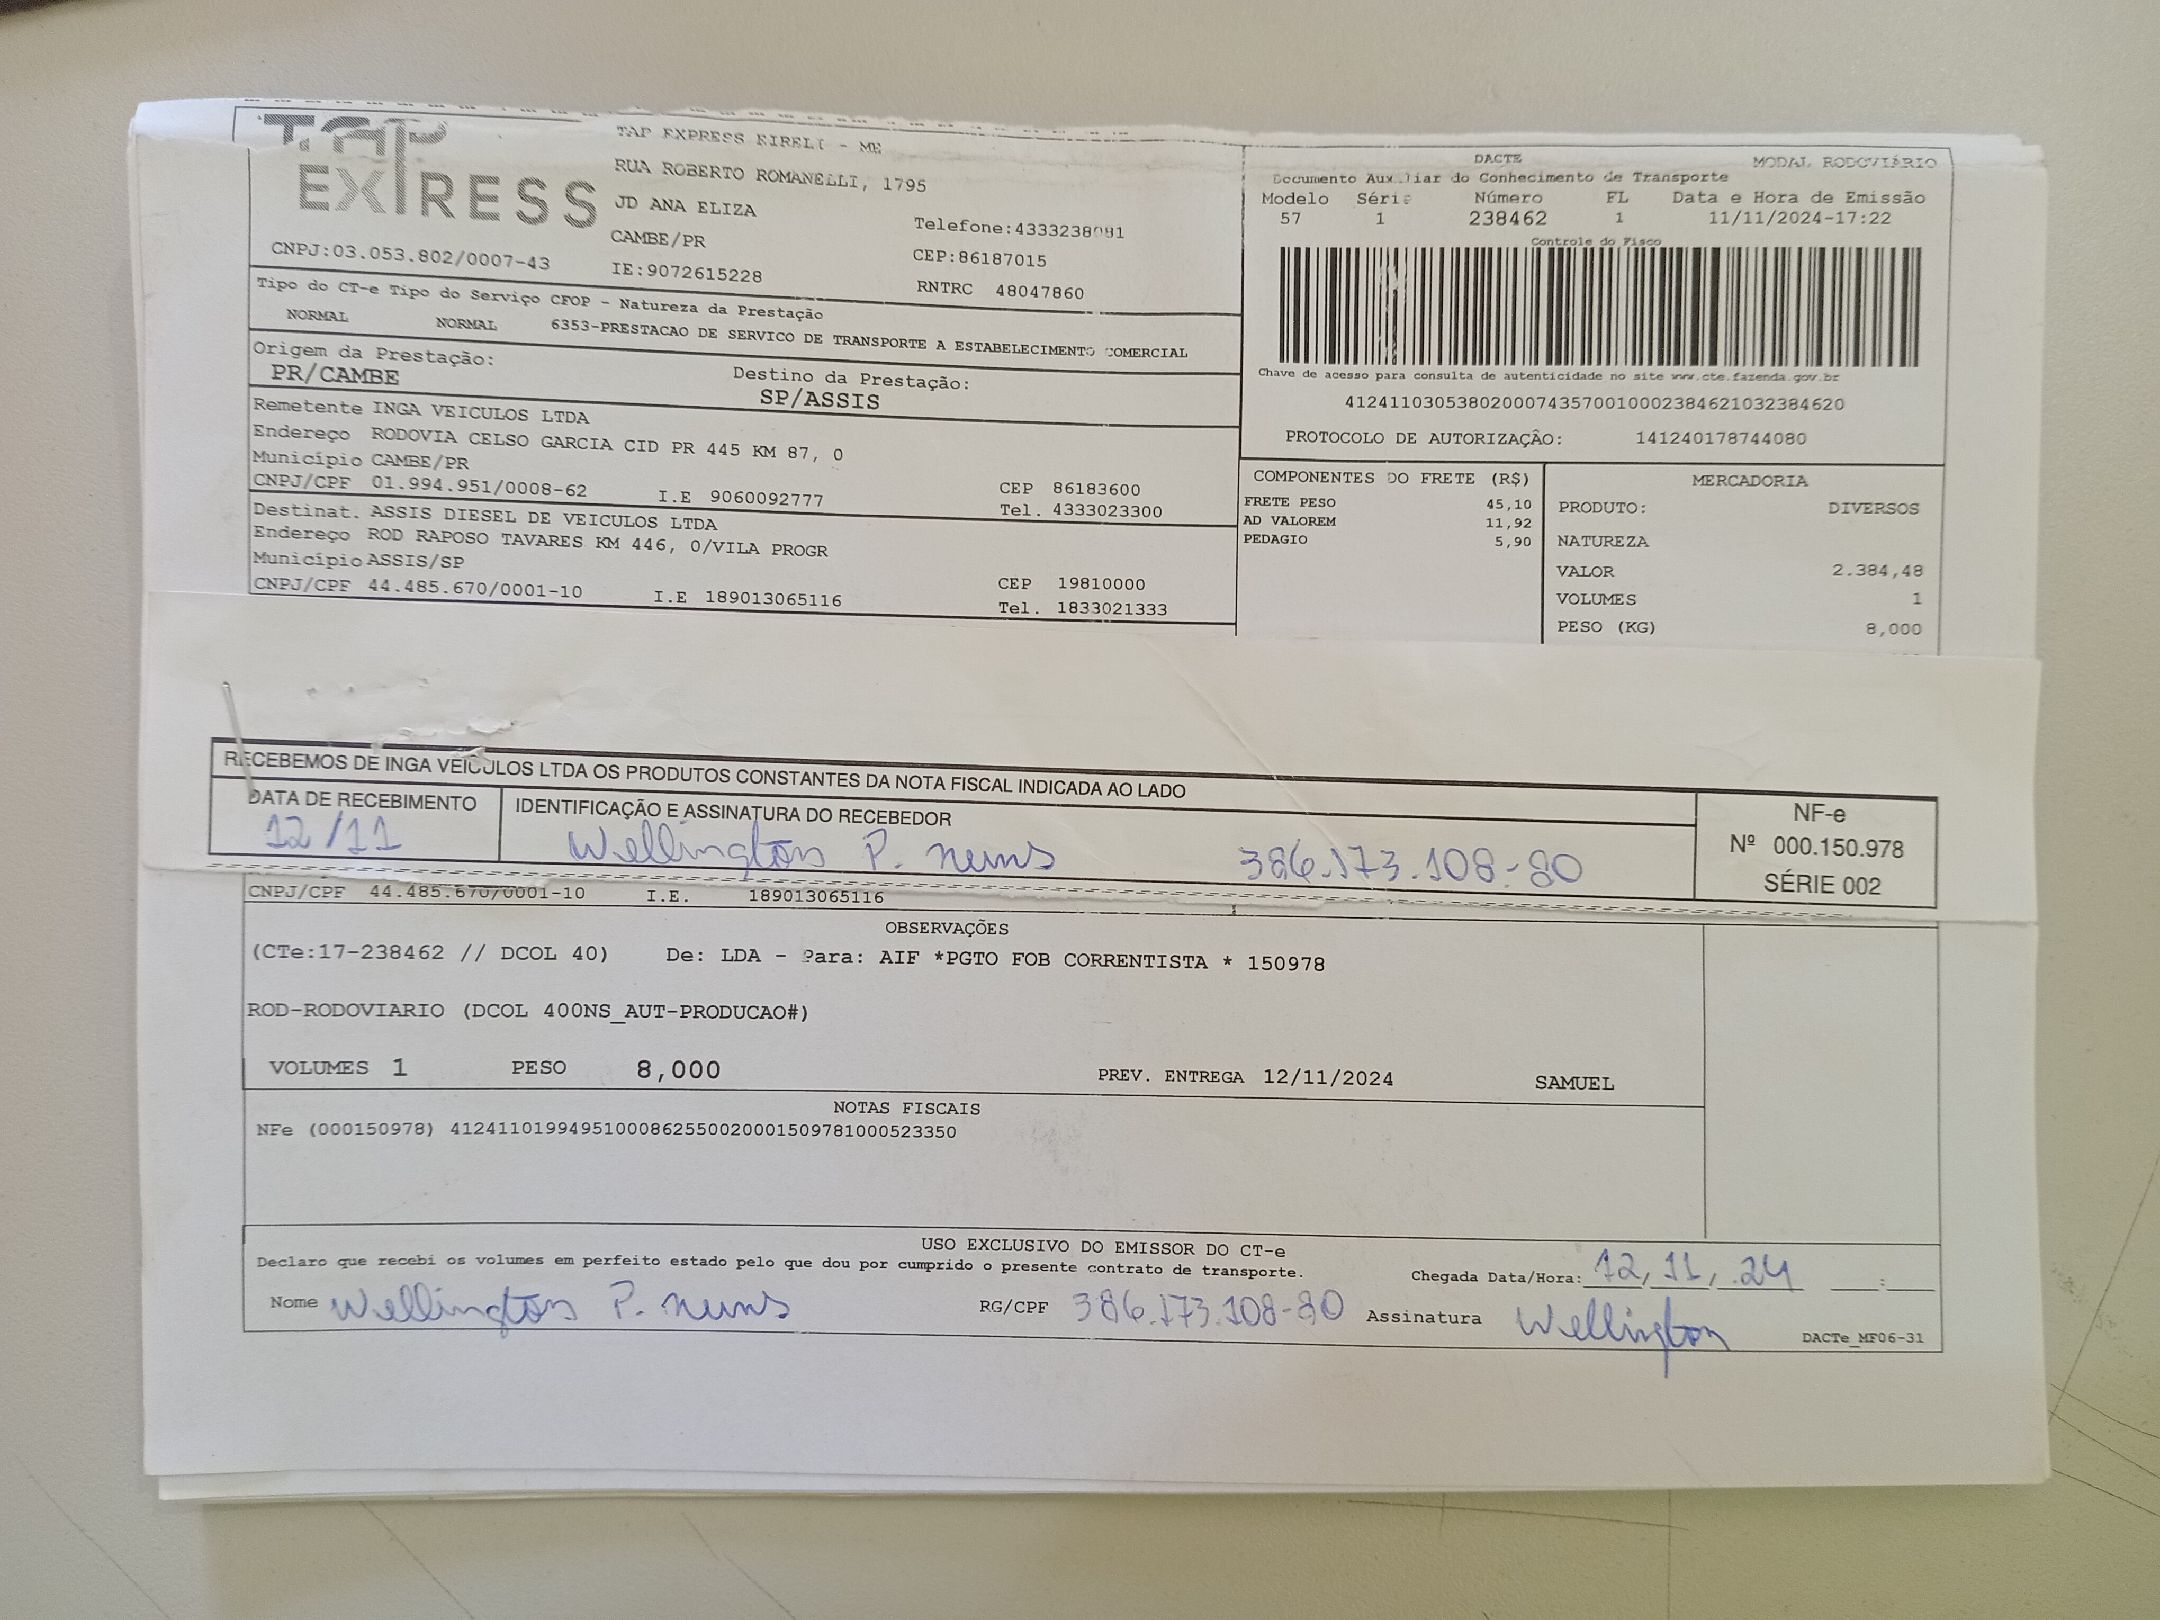 TAP EXPRESS
TAP EXPRESS EIRELI - ME
RUA ROBERTO ROMANELLI, 1795
JD ANA ELIZA
CAMBE/PR
Telefone:4333238081
CNPJ:03.053.802/0007-43
IE:9072615228
CEP:86187015
RNTRC 48047860
DACTE
MODAL RODOVIÁRIO
Documento Auxiliar do Conhecimento de Transporte
Modelo Série Número FL Data e Hora de Emissão
57 1 238462 1 11/11/2024-17:22
Controle do Fisco
Chave de acesso para consulta de autenticidade no site www.cte.fazenda.gov.br
41241103053802000743570010002384621032384620
PROTOCOLO DE AUTORIZAÇÃO: 141240178744080
Tipo do CT-e Tipo do Serviço CFOP - Natureza da Prestação
NORMAL NORMAL 6353-PRESTACAO DE SERVICO DE TRANSPORTE A ESTABELECIMENTO COMERCIAL
Origem da Prestação:
PR/CAMBE
Destino da Prestação:
SP/ASSIS
Remetente INGA VEICULOS LTDA
Endereço RODOVIA CELSO GARCIA CID PR 445 KM 87, 0
Município CAMBE/PR
CNPJ/CPF 01.994.951/0008-62 I.E 9060092777
CEP 86183600
Tel. 4333023300
Destinat. ASSIS DIESEL DE VEICULOS LTDA
Endereço ROD RAPOSO TAVARES KM 446, 0/VILA PROGR
Município ASSIS/SP
CNPJ/CPF 44.485.670/0001-10 I.E 189013065116
CEP 19810000
Tel. 1833021333
COMPONENTES DO FRETE (R$)
FRETE PESO 45,10
AD VALOREM 11,92
PEDAGIO 5,90
MERCADORIA
PRODUTO: DIVERSOS
NATUREZA
VALOR 2.384,48
VOLUMES 1
PESO (KG) 8,000
RECEBEMOS DE INGA VEICULOS LTDA OS PRODUTOS CONSTANTES DA NOTA FISCAL INDICADA AO LADO
DATA DE RECEBIMENTO
12/11
IDENTIFICAÇÃO E ASSINATURA DO RECEBEDOR
Wellington P. nunes 386.173.108-80
NF-e
Nº 000.150.978
SÉRIE 002
CNPJ/CPF 44.485.670/0001-10 I.E. 189013065116
OBSERVAÇÕES
(CTe:17-238462 // DCOL 40) De: LDA - Para: AIF *PGTO FOB CORRENTISTA * 150978
ROD-RODOVIARIO (DCOL 400NS_AUT-PRODUCAO#)
VOLUMES 1 PESO 8,000 PREV. ENTREGA 12/11/2024 SAMUEL
NOTAS FISCAIS
NFe (000150978) 41241101994951000862550020001509781000523350
USO EXCLUSIVO DO EMISSOR DO CT-e
Declaro que recebi os volumes em perfeito estado pelo que dou por cumprido o presente contrato de transporte.
Chegada Data/Hora: 12, 11, 24 __:__
Nome Wellington P. nunes RG/CPF 386.173.108-80 Assinatura Wellington
DACTe_MF06-31